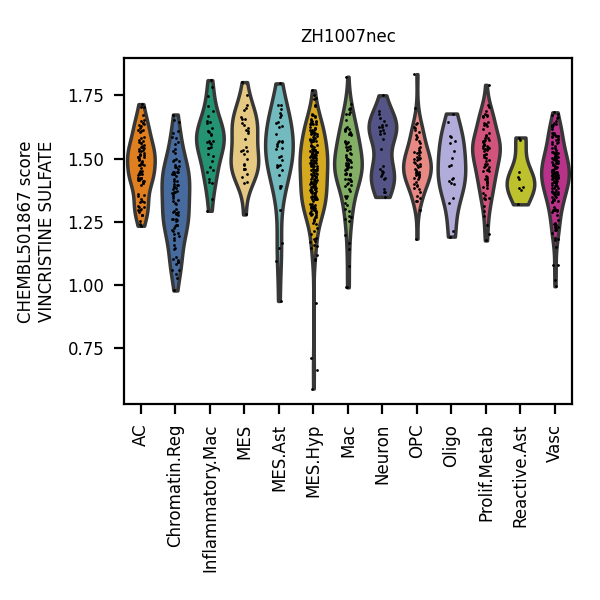 ZH1007nec
CHEMBL501867 score
VINCRISTINE SULFATE
1.75
1.50
1.25
1.00
0.75
AC
Chromatin.Reg
Inflammatory.Mac
MES
MES.Ast
MES.Hyp
Mac
Neuron
OPC
Oligo
Prolif.Metab
Reactive.Ast
Vasc